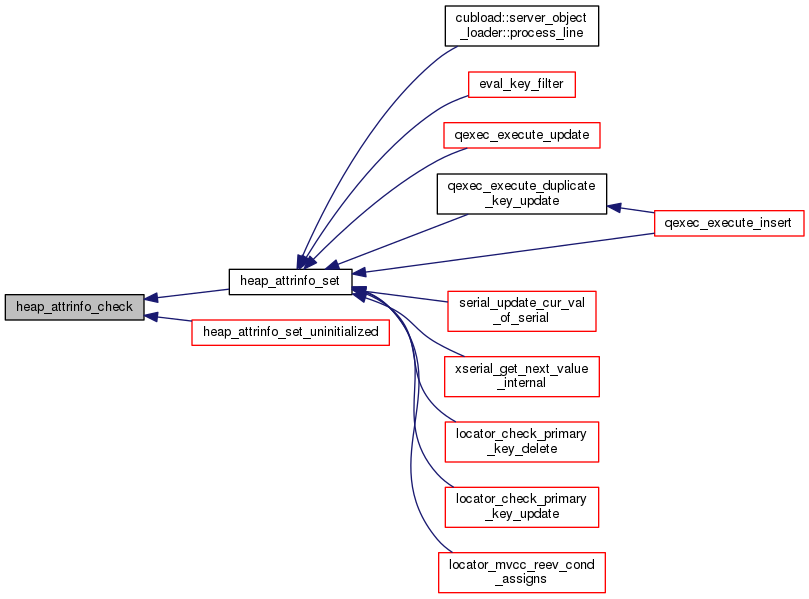 cubload::server_object
_loader::process_line
eval_key_filter
qexec_execute_update
qexec_execute_duplicate
_key_update
qexec_execute_insert
heap_attrinfo_set
heap_attrinfo_check
heap_attrinfo_set_uninitialized
serial_update_cur_val
_of_serial
xserial_get_next_value
_internal
locator_check_primary
_key_delete
locator_check_primary
_key_update
locator_mvcc_reev_cond
_assigns